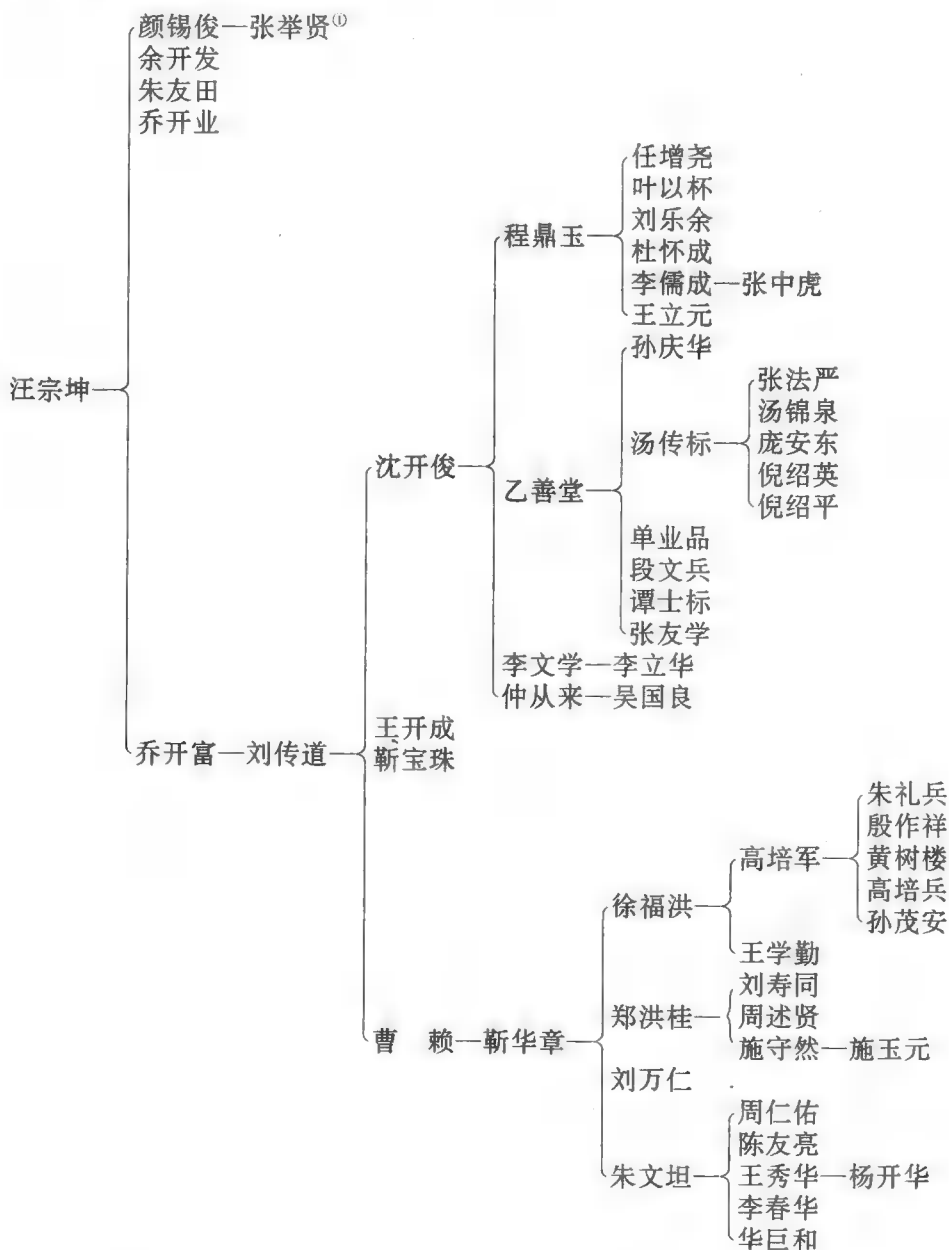 颜锡俊—张举贤⁽¹⁾
余开发
朱友田
乔开业
任增尧
叶以杯
刘乐余
程鼎玉
杜怀成
李儒成—张中虎
王立元
孙庆华
汪宗坤
张法严
汤锦泉
汤传标
庞安东
沈开俊
倪绍英
乙善堂
倪绍平
单业品
段文兵
谭士标
张友学
李文学—李立华
仲从来—吴国良
王开成
乔开富—刘传道
靳宝珠
朱礼兵
殷作祥
高培军
黄树楼
高培兵
徐福洪
孙茂安
王学勤
刘寿同
郑洪桂
周述贤
曹 赖—靳华章
施守然—施玉元
刘万仁
周仁佑
陈友亮
朱文坦
王秀华—杨开华
李春华
华巨和